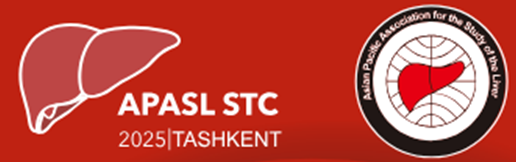 APASL STC
2025|TASHKENT
Asian Pacific Association for the Study of the Liver